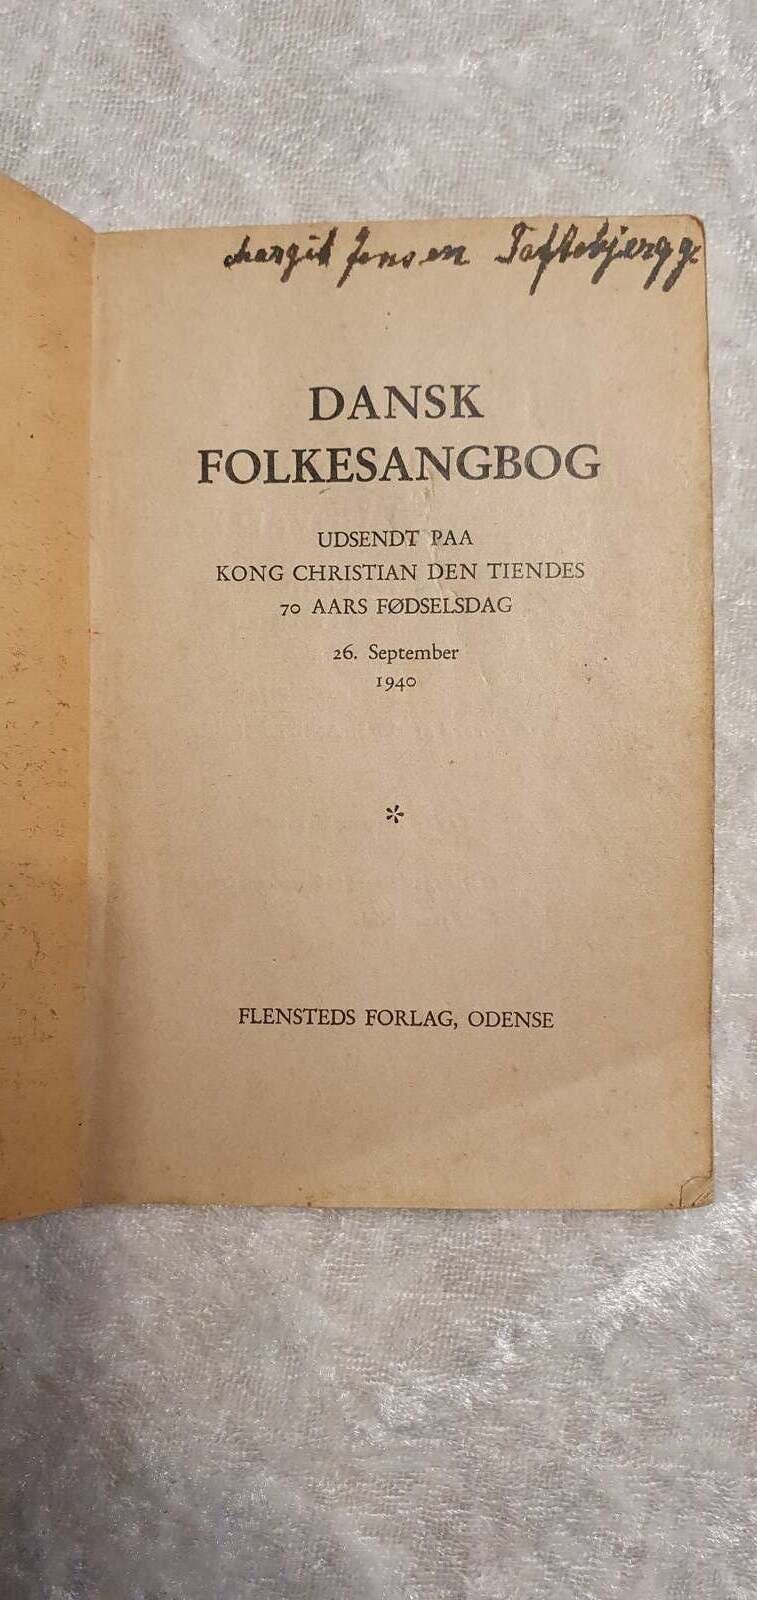 Margit Jensen Toftebjerg g.
DANSK
FOLKESANGBOG
UDSENDT PAA
KONG CHRISTIAN DEN TIENDES
70 AARS FØDSELSDAG
26. September
1940
*
FLENSTEDS FORLAG, ODENSE